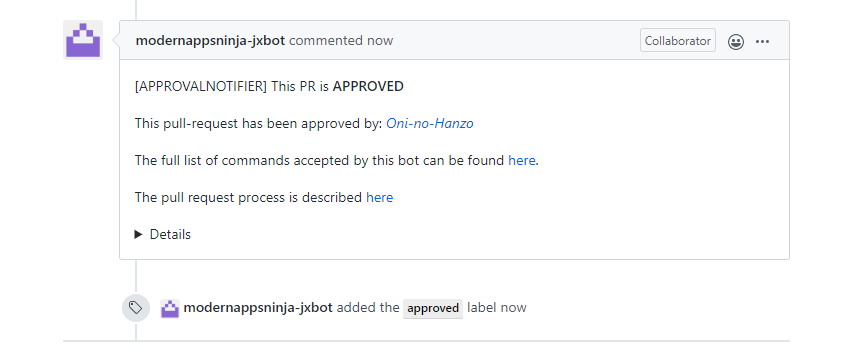 modernappsninja-jxbot commented now
Collaborator
[APPROVALNOTIFIER] This PR is APPROVED
This pull-request has been approved by: Oni-no-Hanzo
The full list of commands accepted by this bot can be found here.
The pull request process is described here
Details
modernappsninja-jxbot added the approved label now